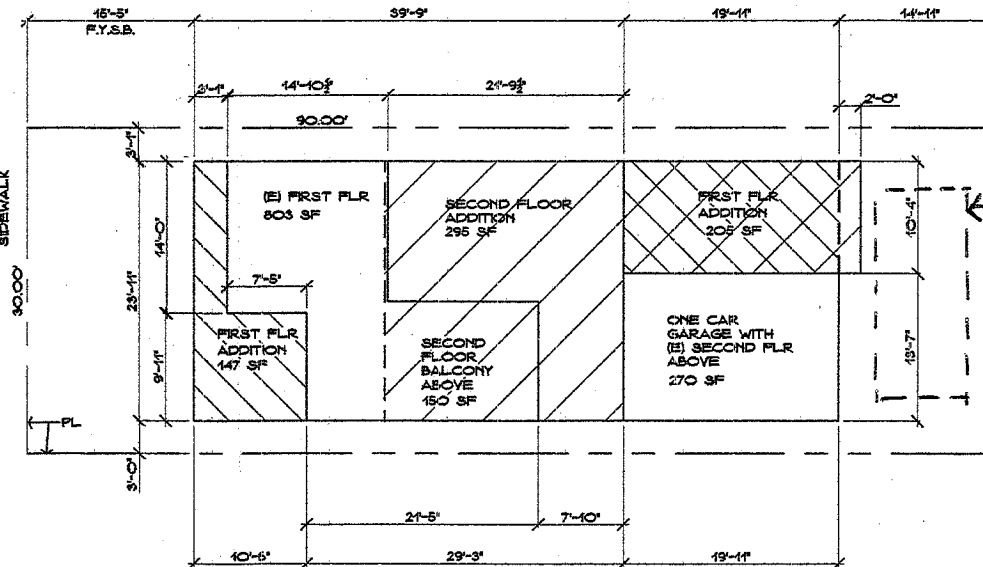 15'-5"
39'-9"
19'-11"
14'-11"
F.Y.S.B.
3'-1"
14'-10½"
21'-9½"
2'-0"
90.00'
3'-1"
SIDEWALK
30.00'
(E) FIRST FLR
803 SF
SECOND FLOOR
ADDITION
295 SF
FIRST FLR
ADDITION
205 SF
14'-0"
23'-11"
10'-4"
7'-5"
FIRST FLR
ADDITION
147 SF
SECOND
FLOOR
BALCONY
ABOVE
150 SF
ONE CAR
GARAGE WITH
(E) SECOND FLR
ABOVE
270 SF
9'-11"
13'-7"
PL
3'-0"
21'-5"
7'-10"
10'-6"
29'-3"
19'-11"